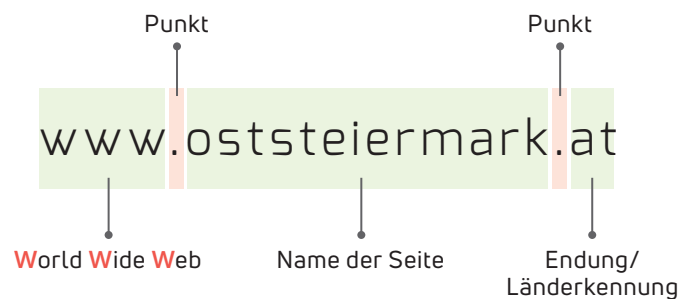 Punkt Punkt
www.oststeiermark.at
World Wide Web Name der Seite Endung/
Länderkennung